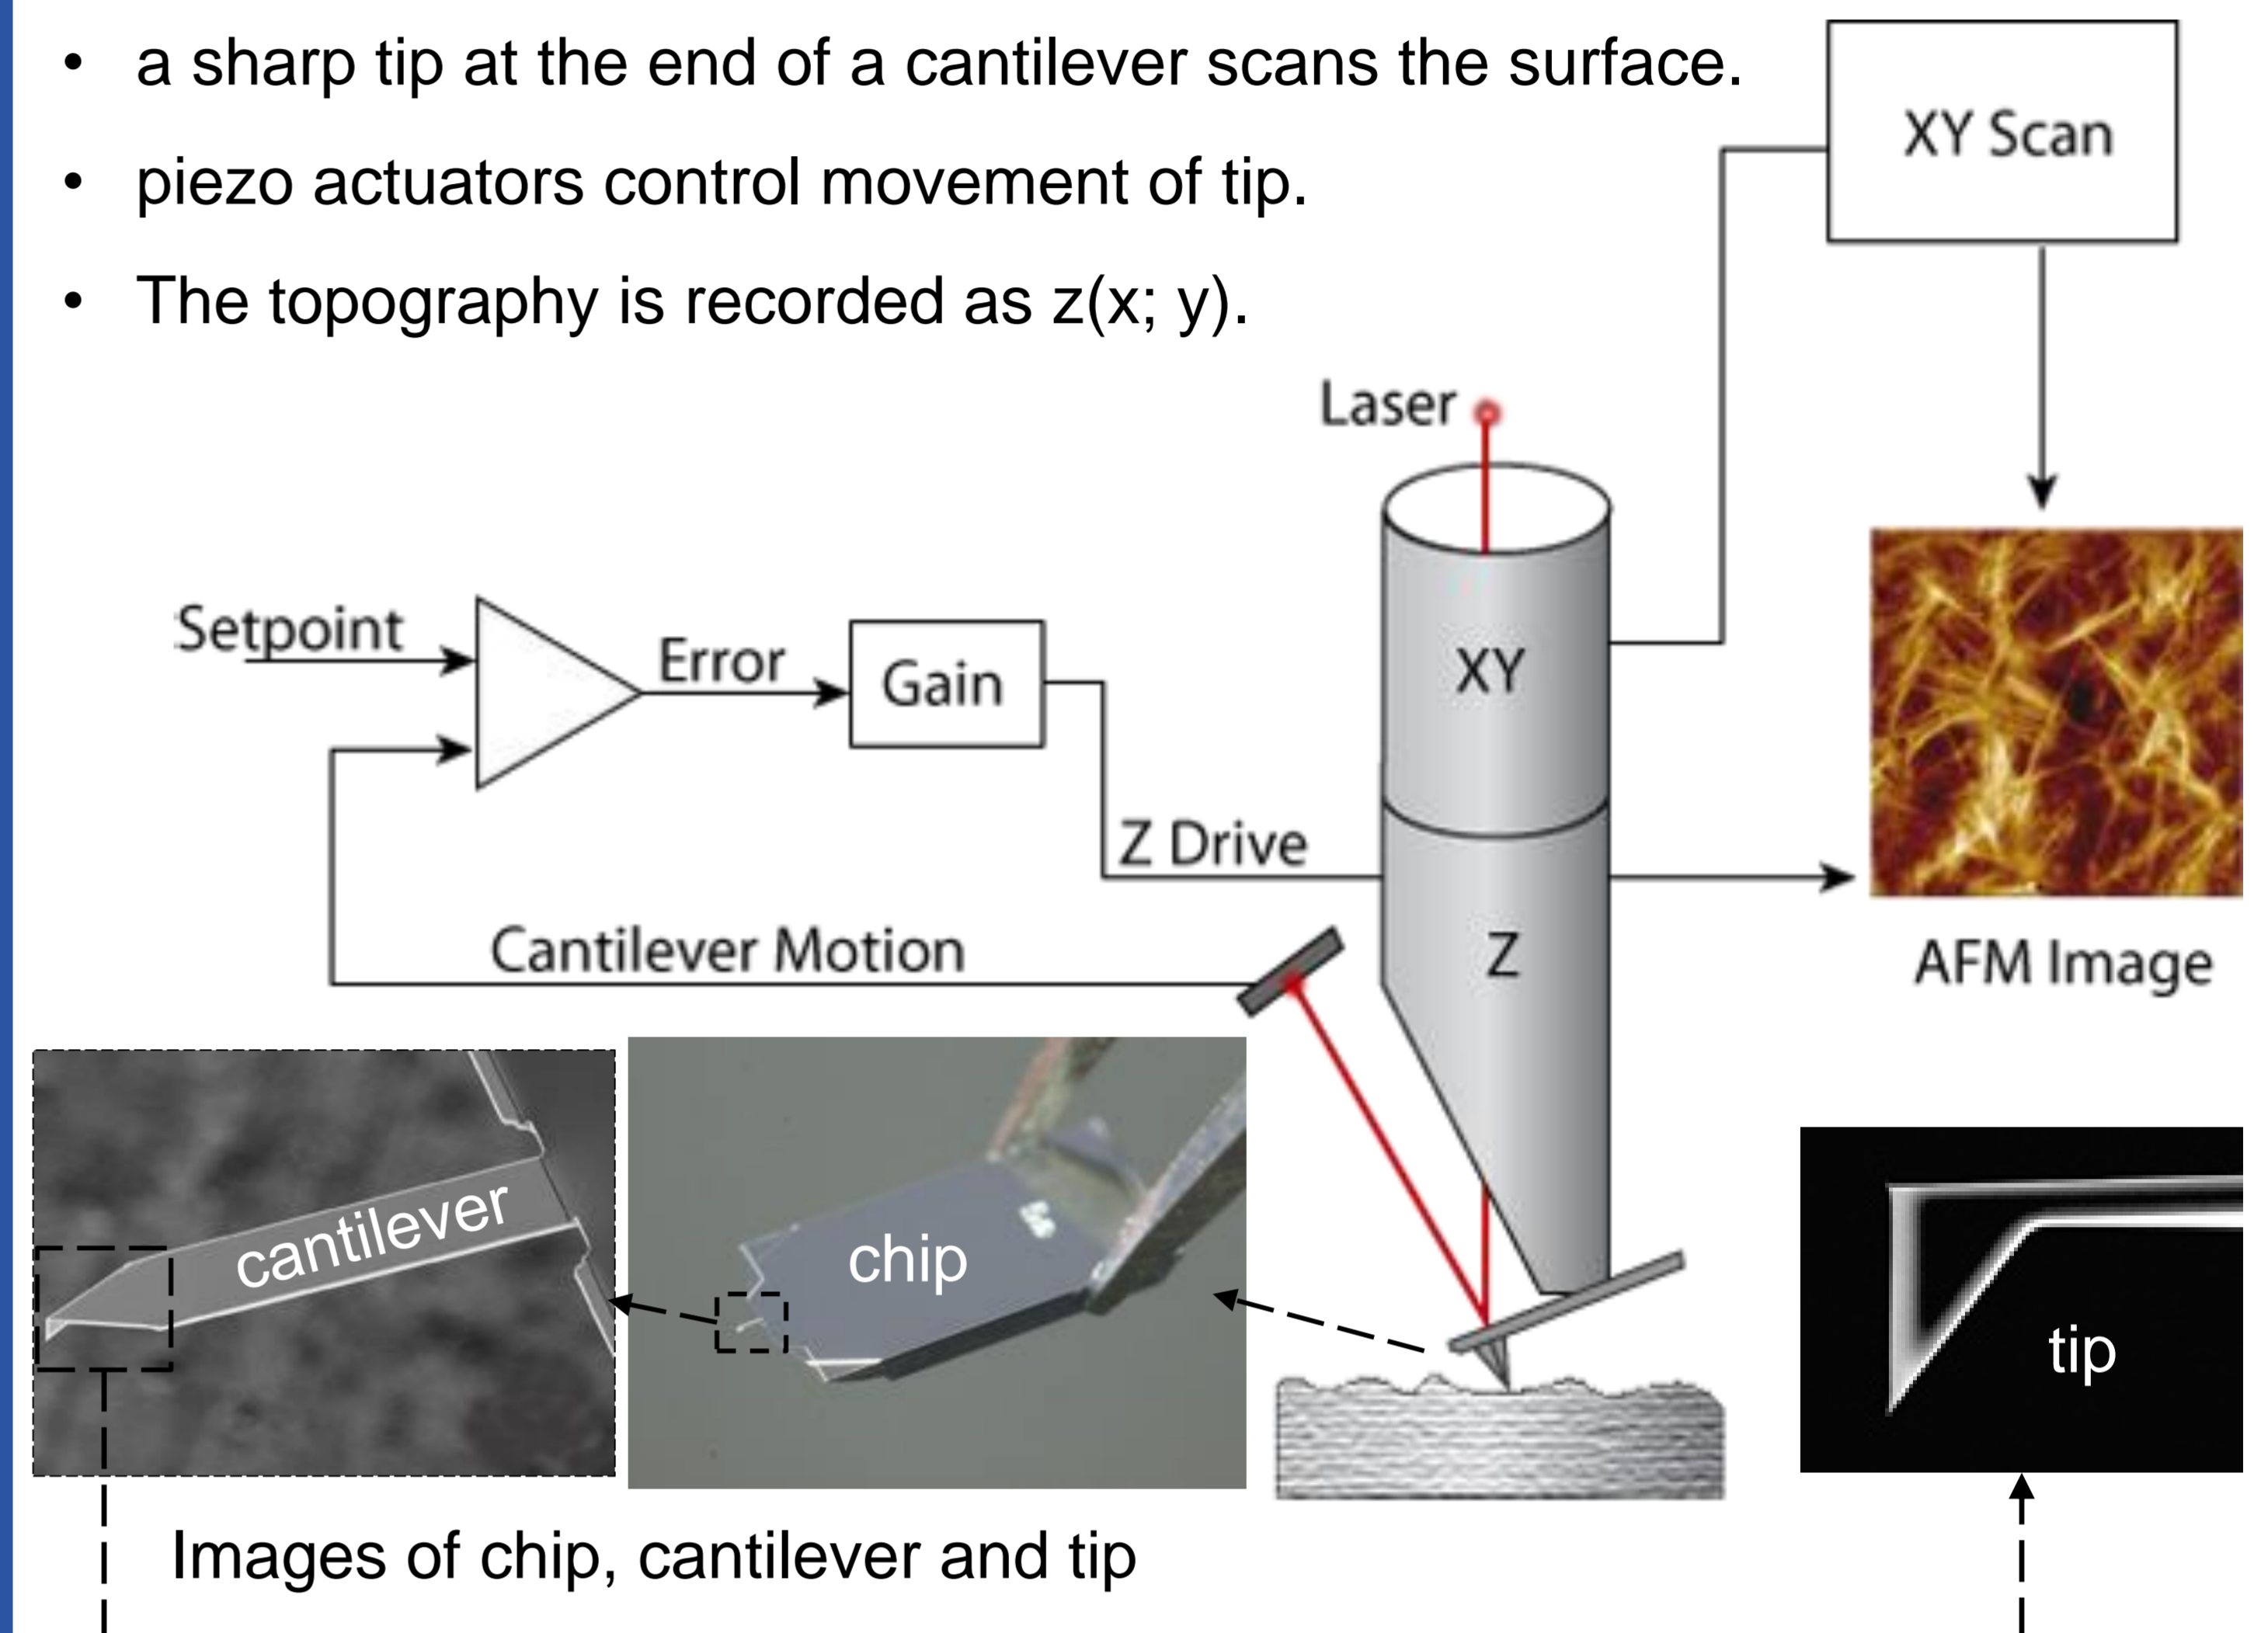 • a sharp tip at the end of a cantilever scans the surface.
• piezo actuators control movement of tip.
• The topography is recorded as z(x; y).
XY Scan
Laser
Setpoint
Error
Gain
XY
Z Drive
Cantilever Motion
Z
AFM Image
cantilever
chip
tip
Images of chip, cantilever and tip